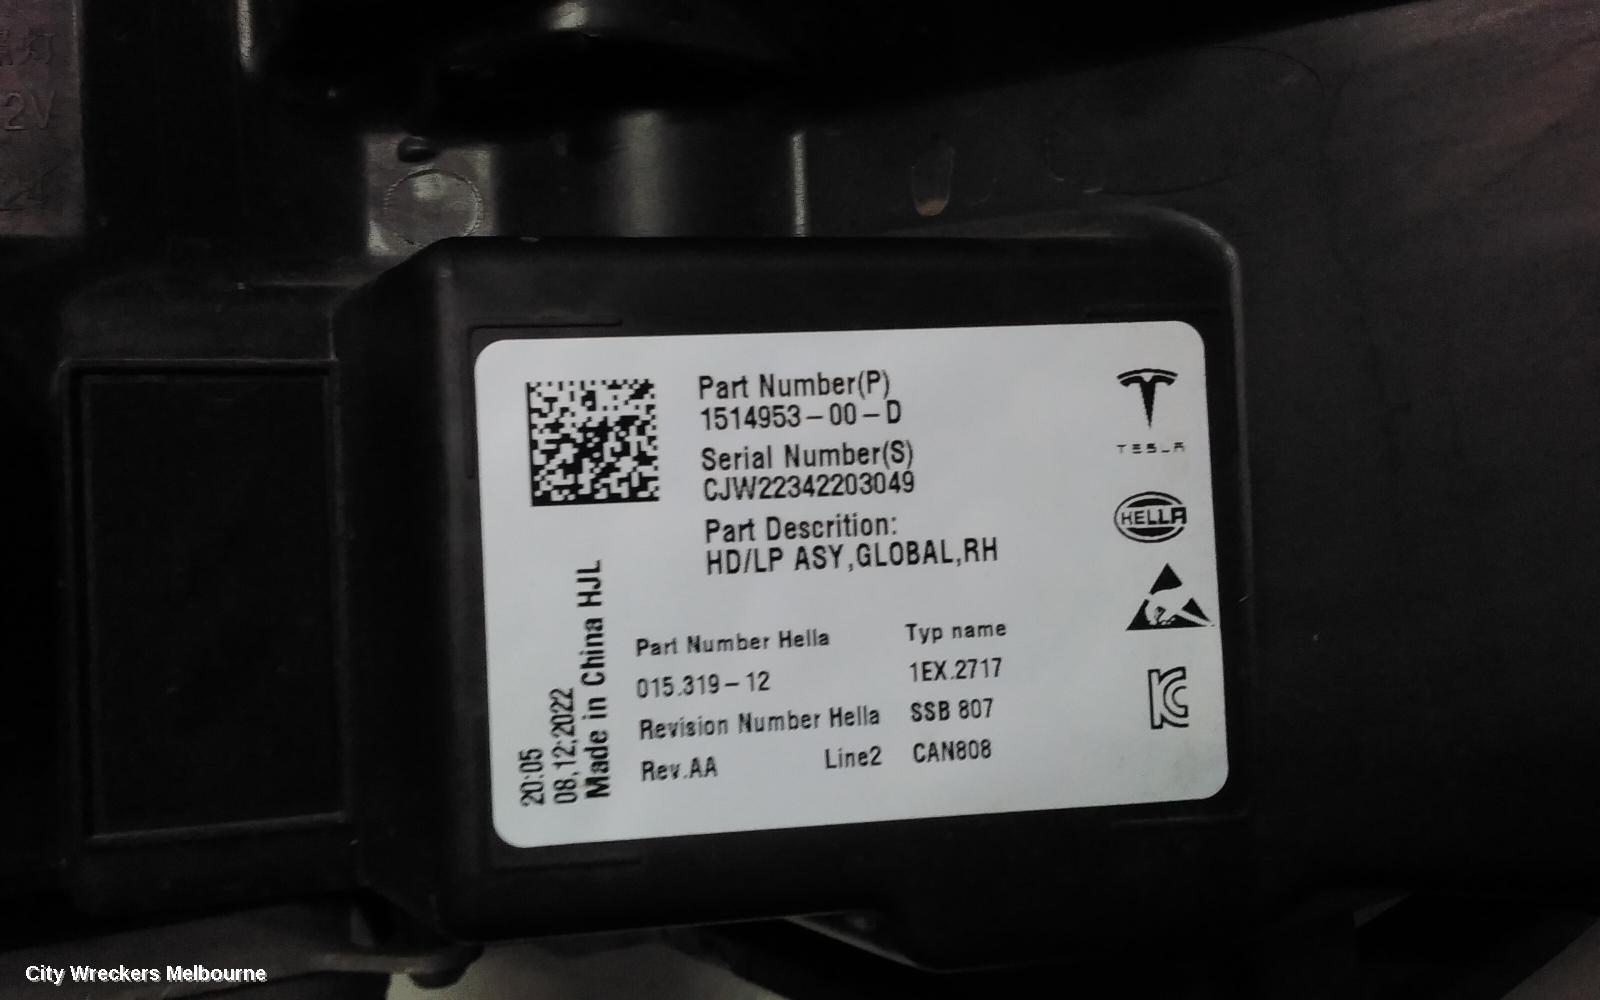 2V
Part Number(P)
1514953-00-D
Serial Number(S)
CJW22342203049
Part Descrition:
HD/LP ASY,GLOBAL,RH
TESLA
HELLA
20:05
08,12,2022
Made in China HJL
Part Number Hella
Typ name
015.319-12
1EX.2717
Revision Number Hella
SSB 807
Rev.AA
Line2
CAN808
City Wreckers Melbourne